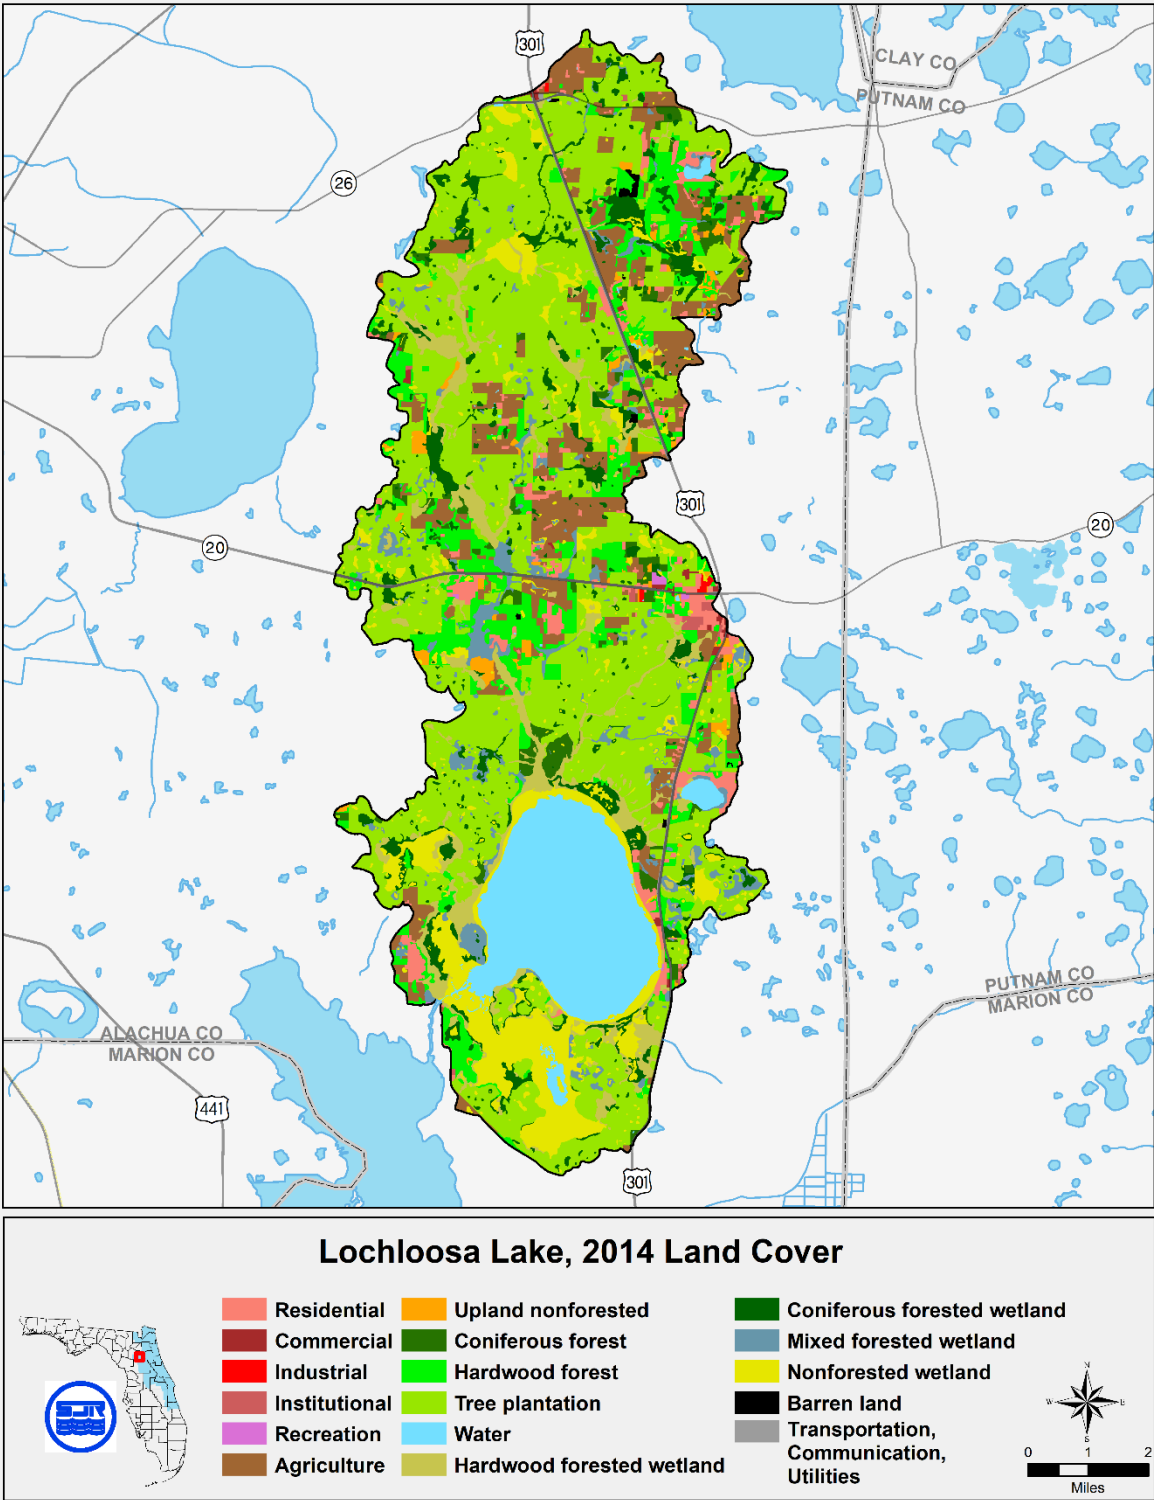 301
CLAY CO
PUTNAM CO
26
301
20
20
PUTNAM CO
MARION CO
ALACHUA CO
MARION CO
441
301
Lochloosa Lake, 2014 Land Cover
Residential
Commercial
Industrial
Institutional
Recreation
Agriculture
Upland nonforested
Coniferous forest
Hardwood forest
Tree plantation
Water
Hardwood forested wetland
Coniferous forested wetland
Mixed forested wetland
Nonforested wetland
Barren land
Transportation,
Communication,
Utilities
SJR
N
W
E
S
0 1 2
Miles